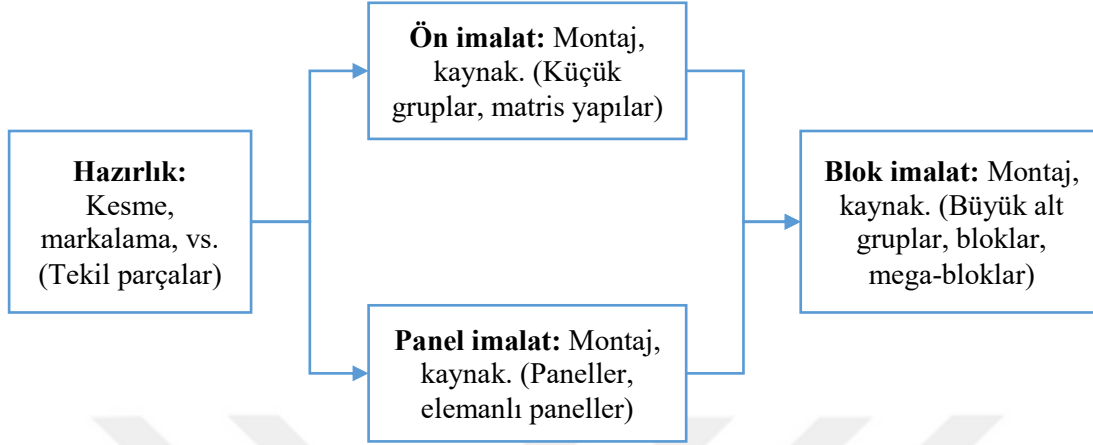 Hazırlık:
Kesme,
markalama, vs.
(Tekil parçalar)
Ön imalat: Montaj,
kaynak. (Küçük
gruplar, matris yapılar)
Panel imalat: Montaj,
kaynak. (Paneller,
elemanlı paneller)
Blok imalat: Montaj,
kaynak. (Büyük alt
gruplar, bloklar,
mega-bloklar)